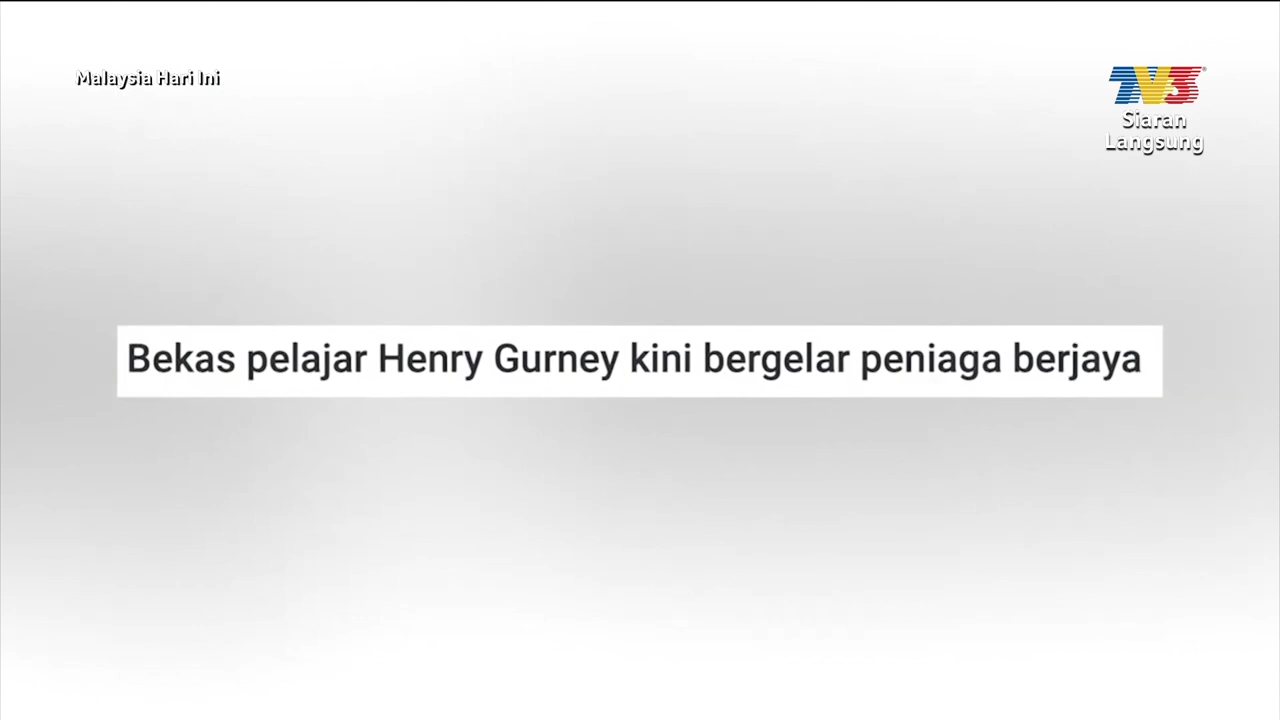 Malaysia Hari Ini
TV3
Siaran
Langsung
Bekas pelajar Henry Gurney kini bergelar peniaga berjaya